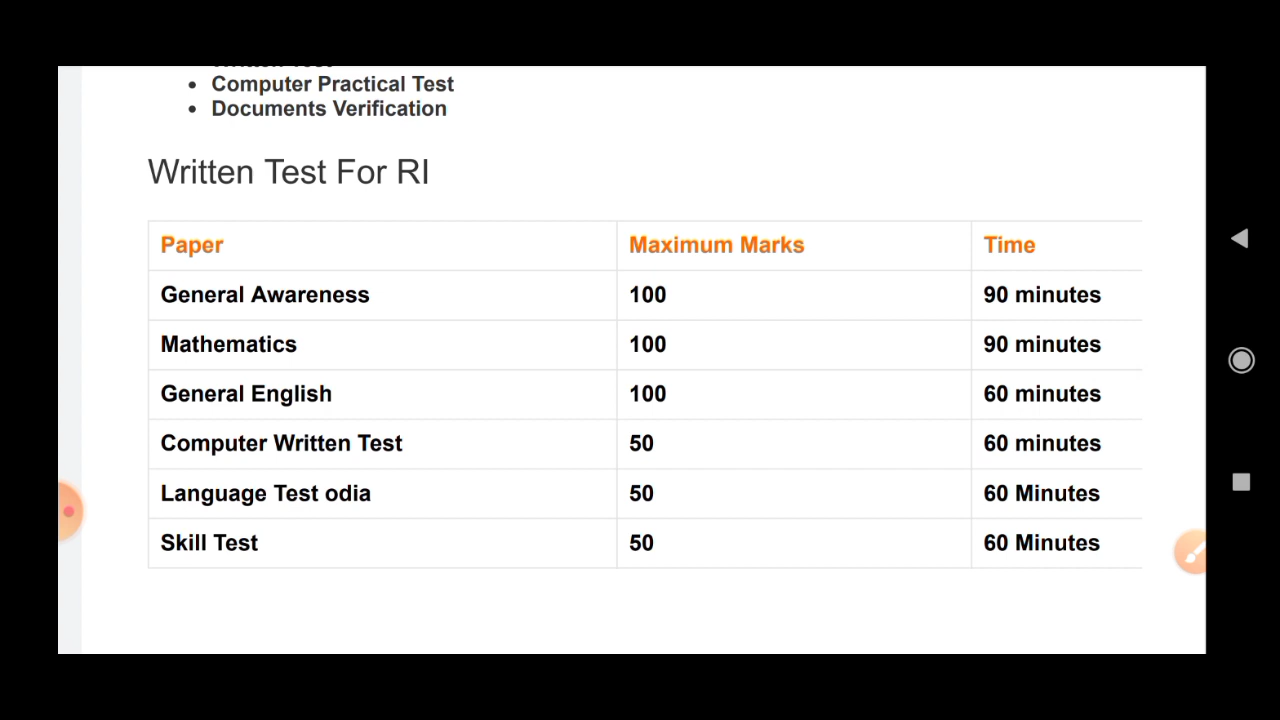 Computer Practical Test
Documents Verification
Written Test For RI
Paper Maximum Marks Time
General Awareness 100 90 minutes
Mathematics 100 90 minutes
General English 100 60 minutes
Computer Written Test 50 60 minutes
Language Test odia 50 60 Minutes
Skill Test 50 60 Minutes